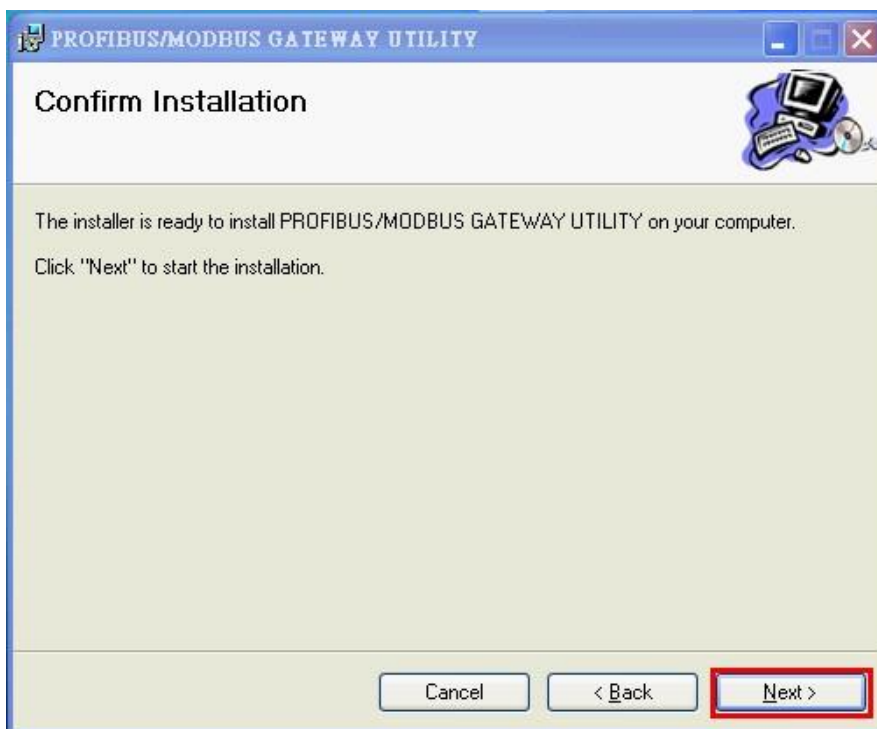 PROFIBUS/MODBUS GATEWAY UTILITY
Confirm Installation
The installer is ready to install PROFIBUS/MODBUS GATEWAY UTILITY on your computer.
Click "Next" to start the installation.
Cancel
< Back
Next >